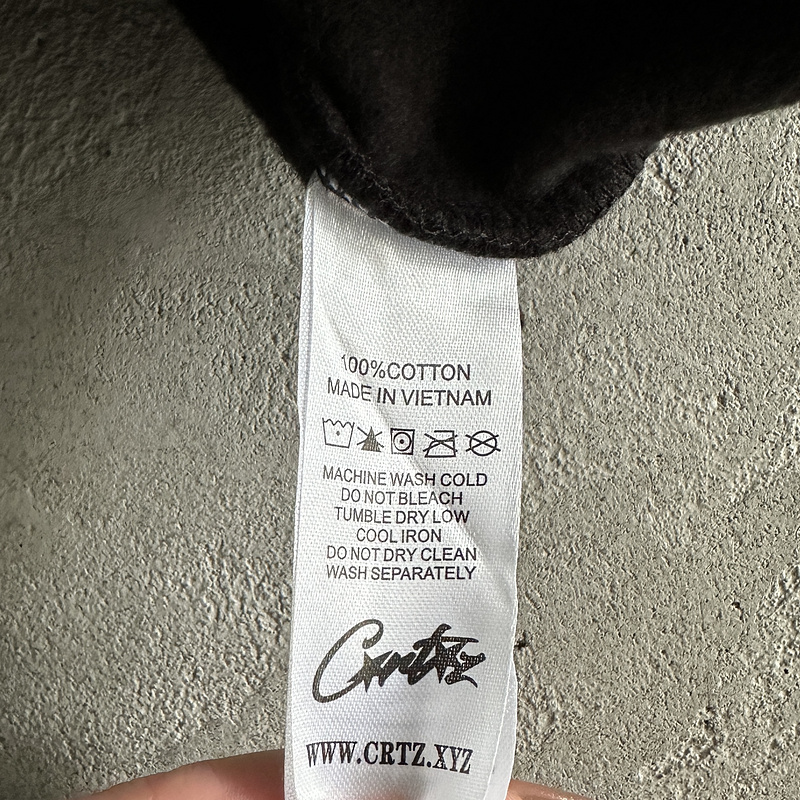 100%COTTON
MADE IN VIETNAM
MACHINE WASH COLD
DO NOT BLEACH
TUMBLE DRY LOW
COOL IRON
DO NOT DRY CLEAN
WASH SEPARATELY
Crtz
WWW.CRTZ.XYZ